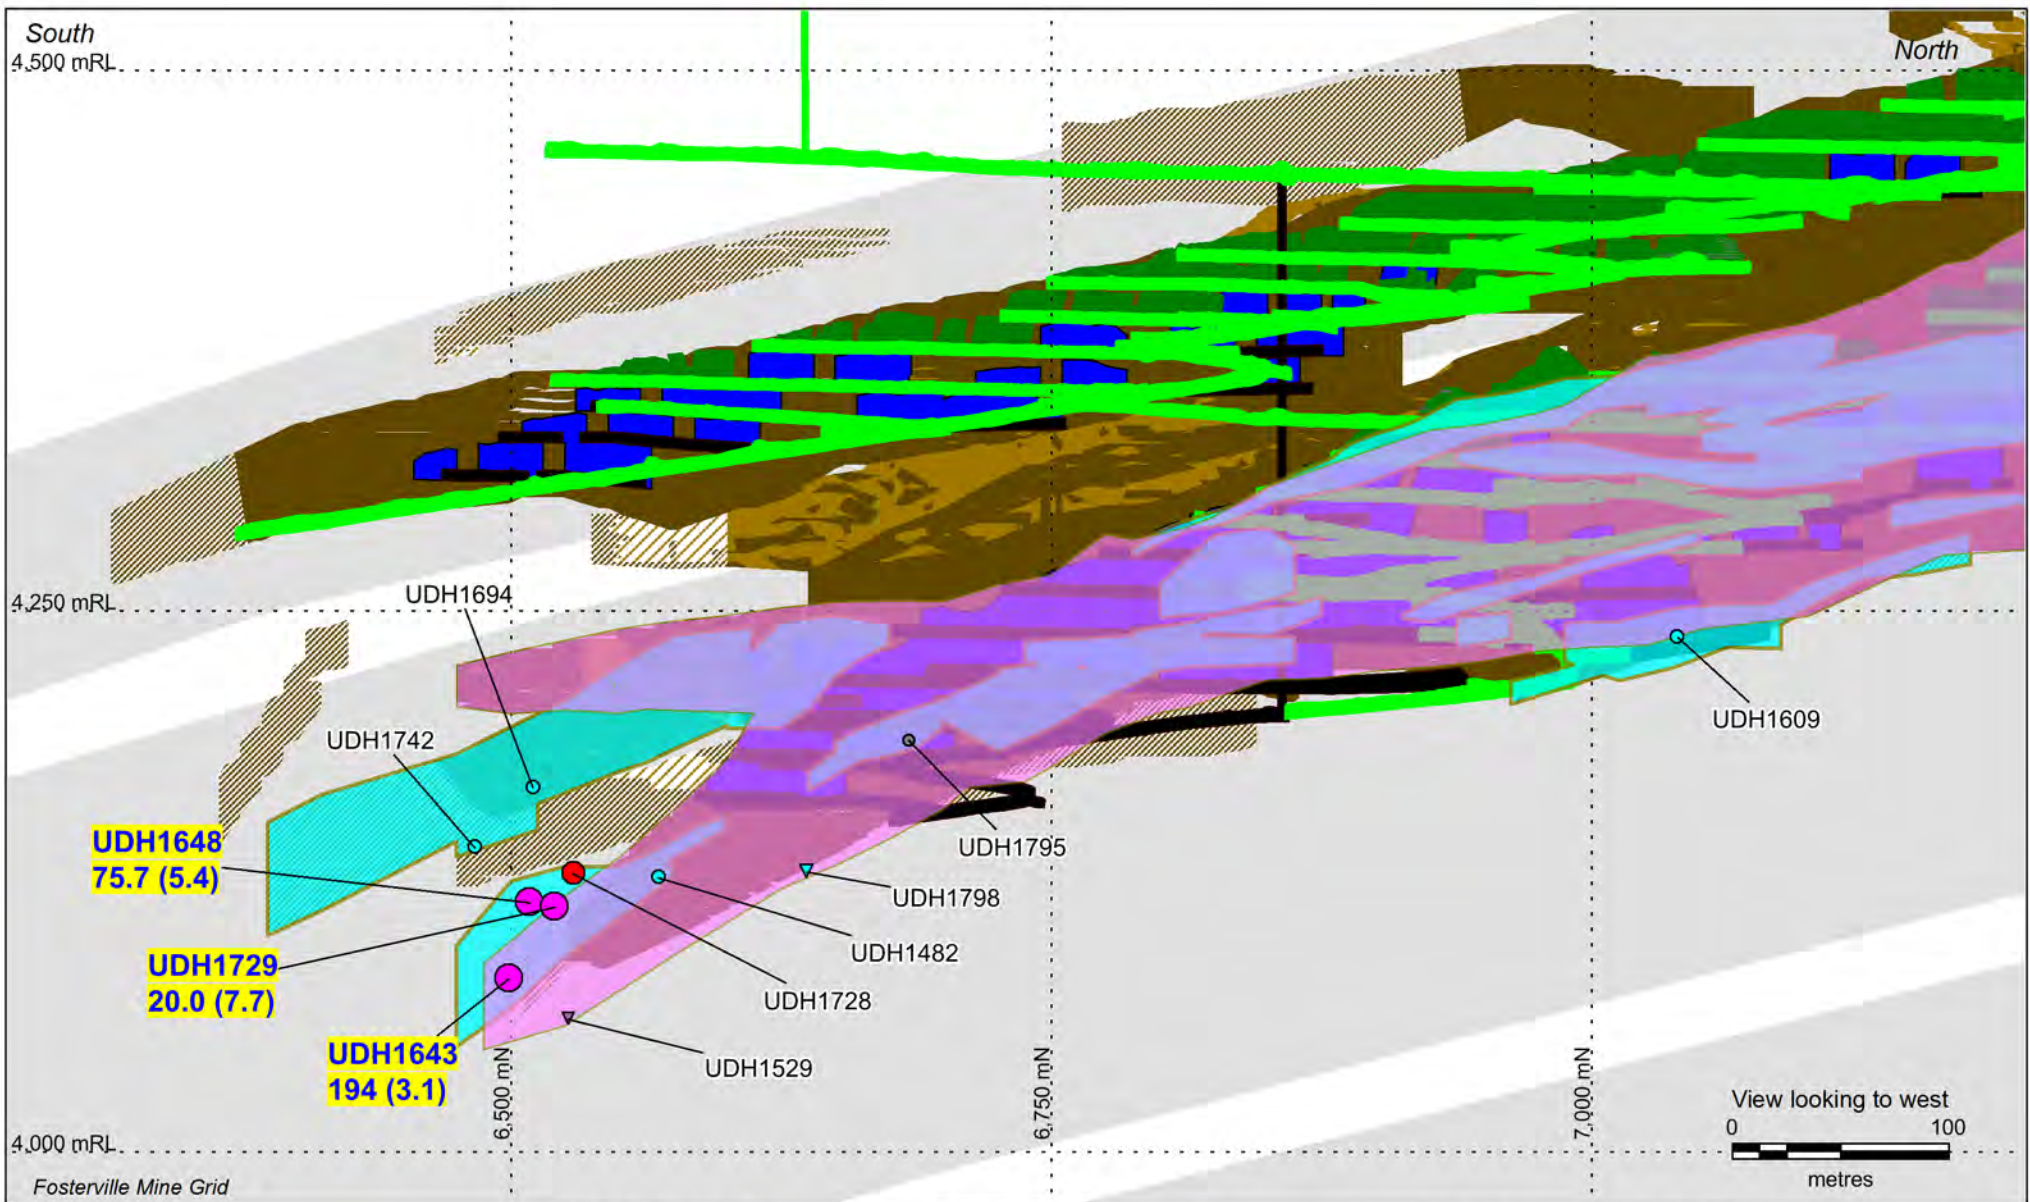 South
North
4,500 mRL
4,250 mRL
UDH1694
UDH1742
UDH1609
UDH1648
75.7 (5.4)
UDH1795
UDH1798
UDH1482
UDH1729
20.0 (7.7)
UDH1728
UDH1643
194 (3.1)
UDH1529
6,500 mN
6,750 mN
7,000 mN
View looking to west
0 100
metres
4,000 mRL
Fosterville Mine Grid